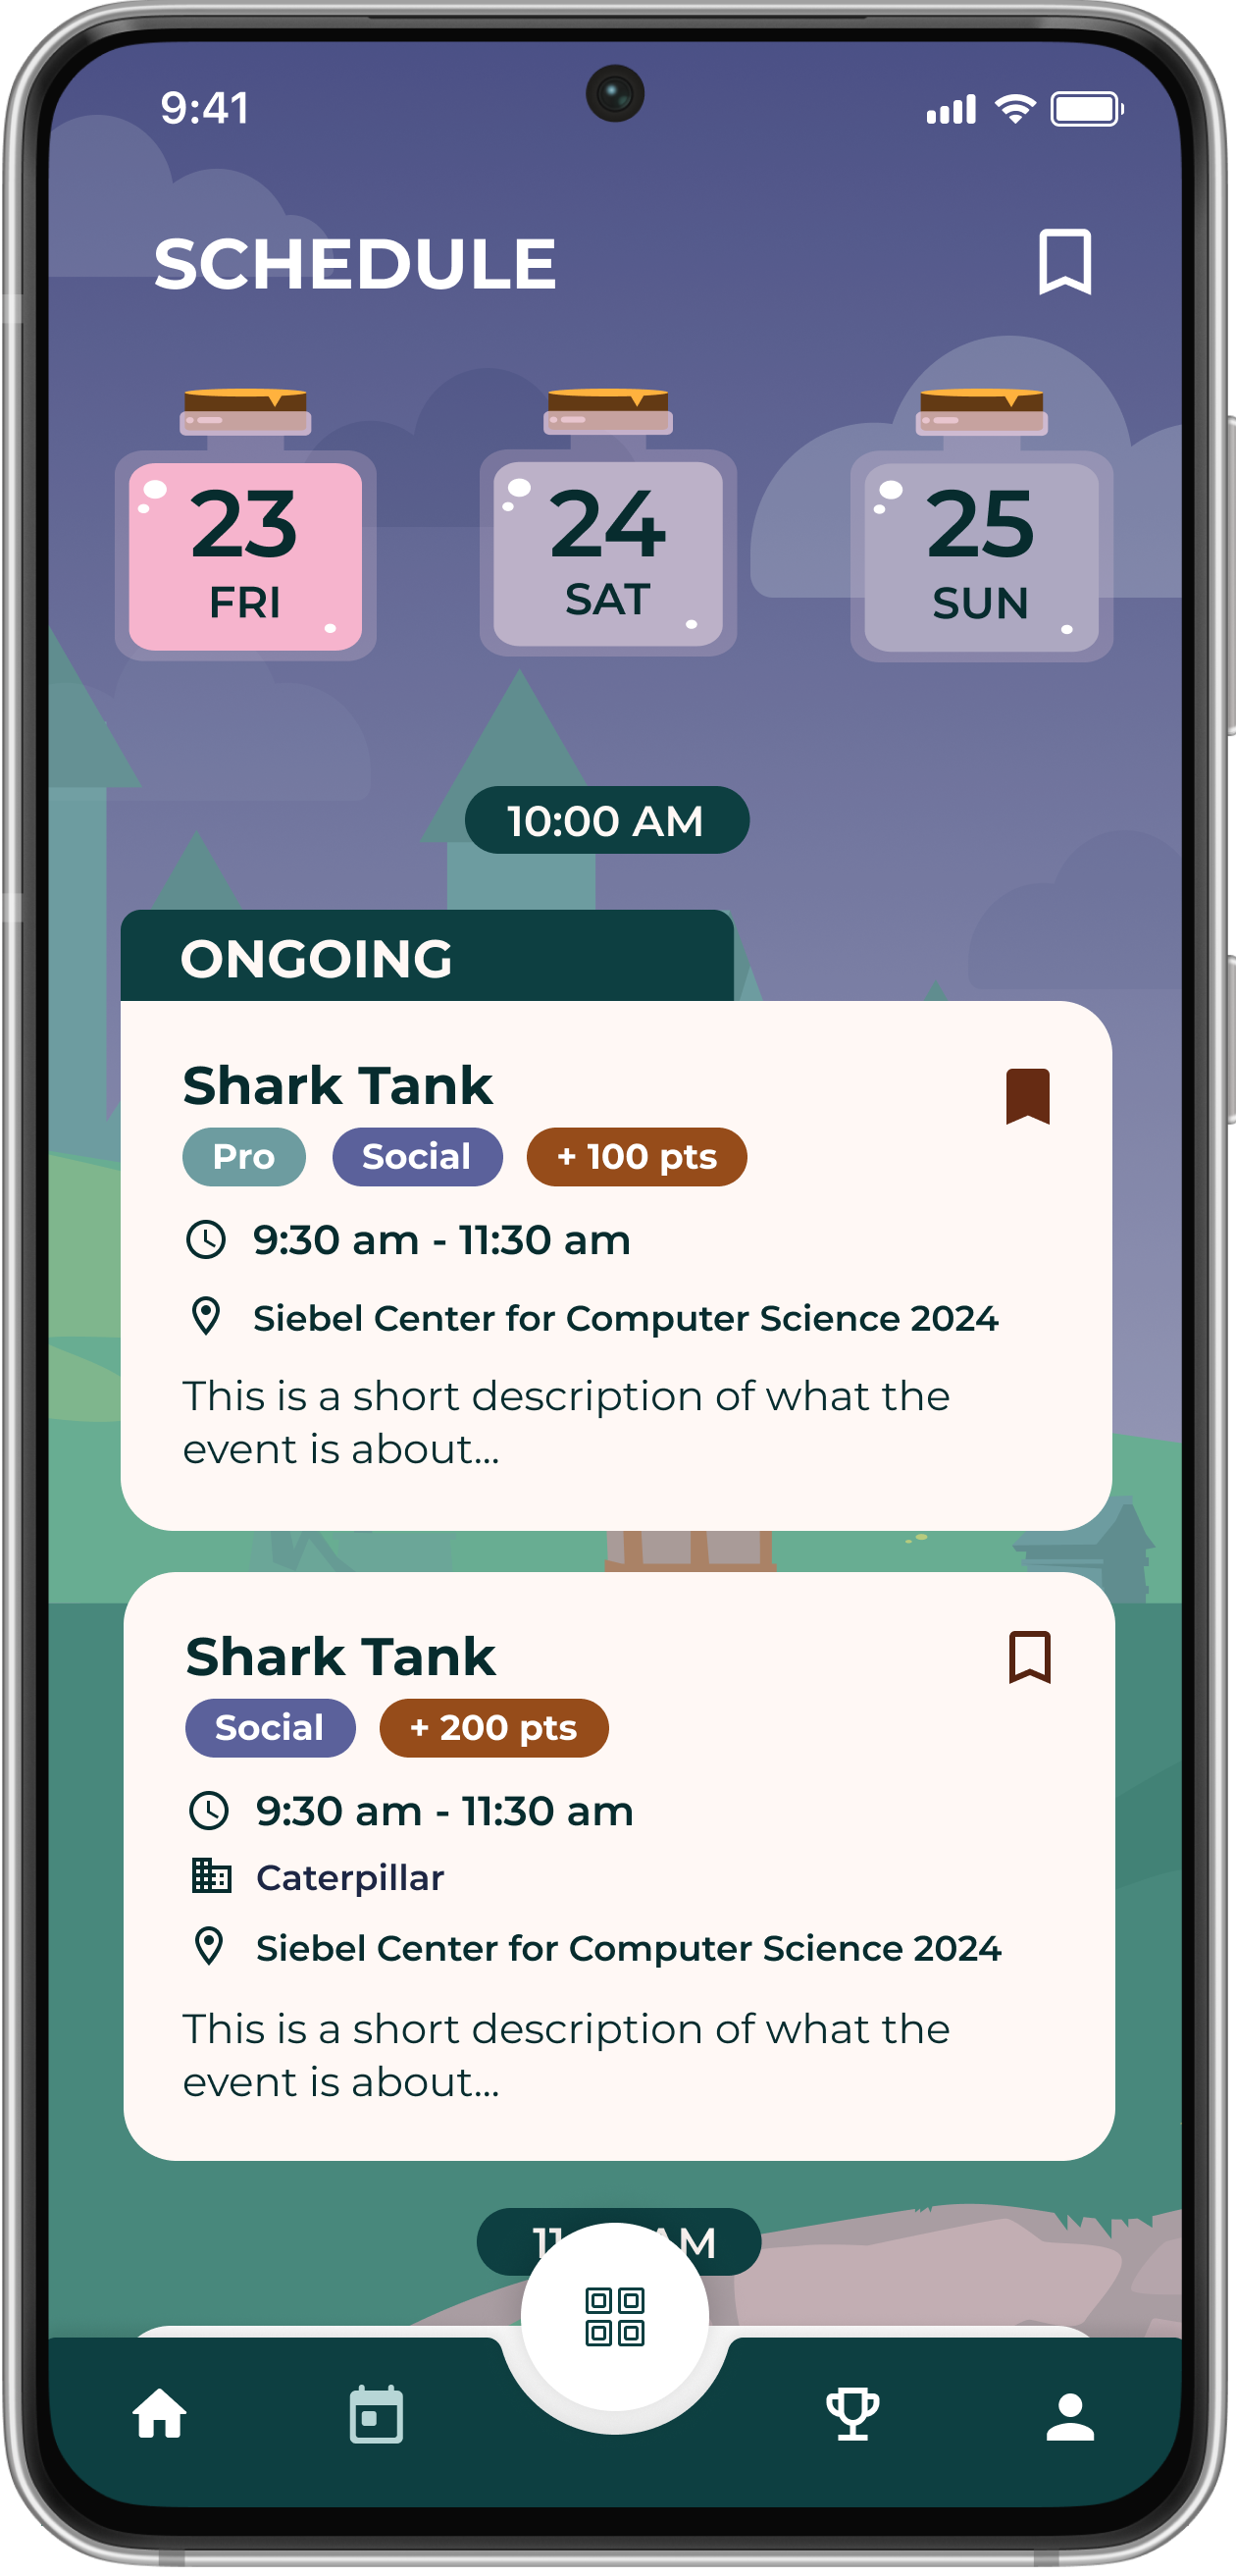 9:41
SCHEDULE
23
FRI
24
SAT
25
SUN
10:00 AM
ONGOING
Shark Tank
Pro
Social
+ 100 pts
9:30 am - 11:30 am
Siebel Center for Computer Science 2024
This is a short description of what the
event is about...
Shark Tank
Social
+ 200 pts
9:30 am - 11:30 am
Caterpillar
Siebel Center for Computer Science 2024
This is a short description of what the
event is about...
AM